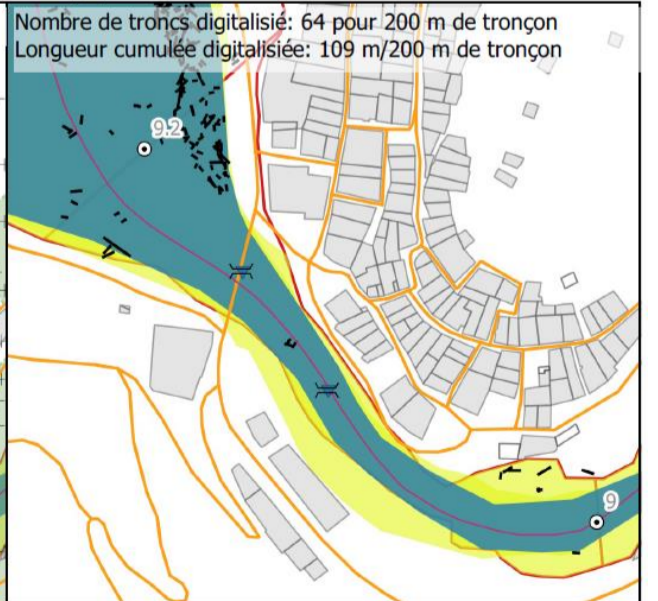 Nombre de troncs digitalisié: 64 pour 200 m de tronçon
Longueur cumulée digitalisiée: 109 m/200 m de tronçon
9.2
9